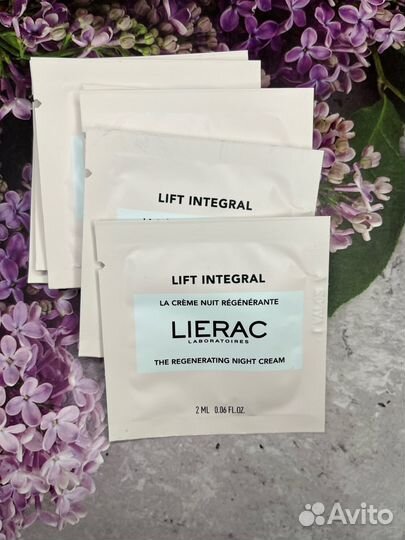 LIFT INTEGRAL
LIFT INTEGRAL
LA CRÈME NUIT RÉGÉNÉRANTE
LIERAC
LABORATOIRES
THE REGENERATING NIGHT CREAM
2 ML 0.06 FL.OZ.
Avito